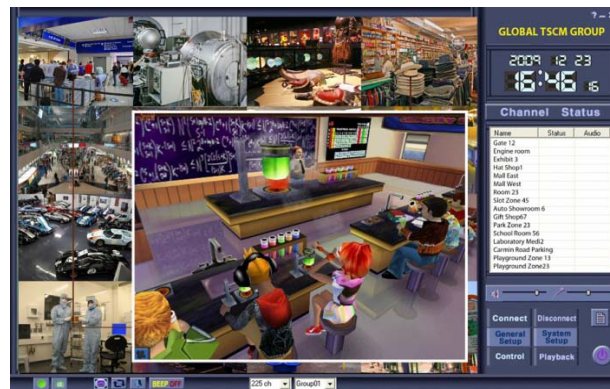 ? –
GLOBAL TSCM GROUP
2009 12 23
16:46 16
Channel Status
Name Status Audio
Gate 12
Engine room
Exhibit 3
Hat Shop1
Mall East
Mall West
Room 23
Slot Zone 45
Auto Showroom 6
Gift Shop67
Park Zone 23
School Room 56
Laboratory Medi2
Carmin Road Parking
Playground Zone 13
Playground Zone23
Connect Disconnect
General Setup System Setup
Control Playback
BEEP OFF
225 ch Group01